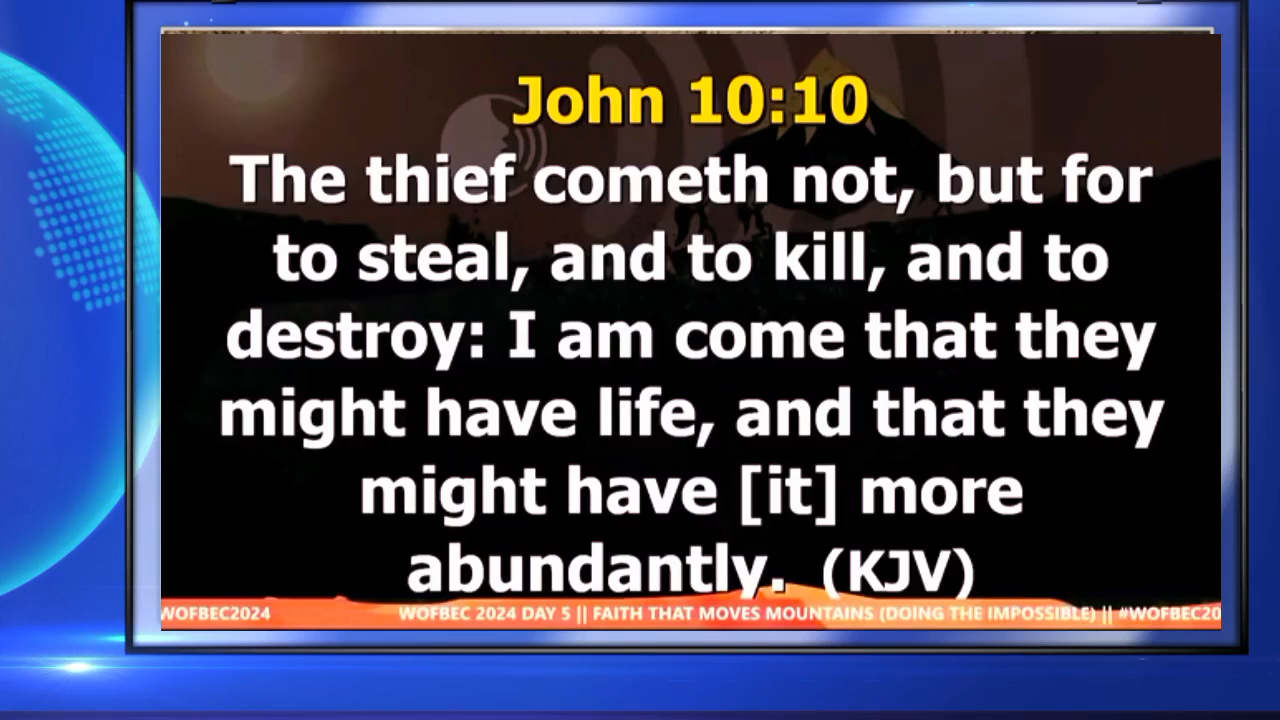 John 10:10
The thief cometh not, but for
to steal, and to kill, and to
destroy: I am come that they
might have life, and that they
might have [it] more
abundantly. (KJV)
WOFBEC2024 WOFBEC 2024 DAY 5 || FAITH THAT MOVES MOUNTAINS (DOING THE IMPOSSIBLE) || #WOFBEC20